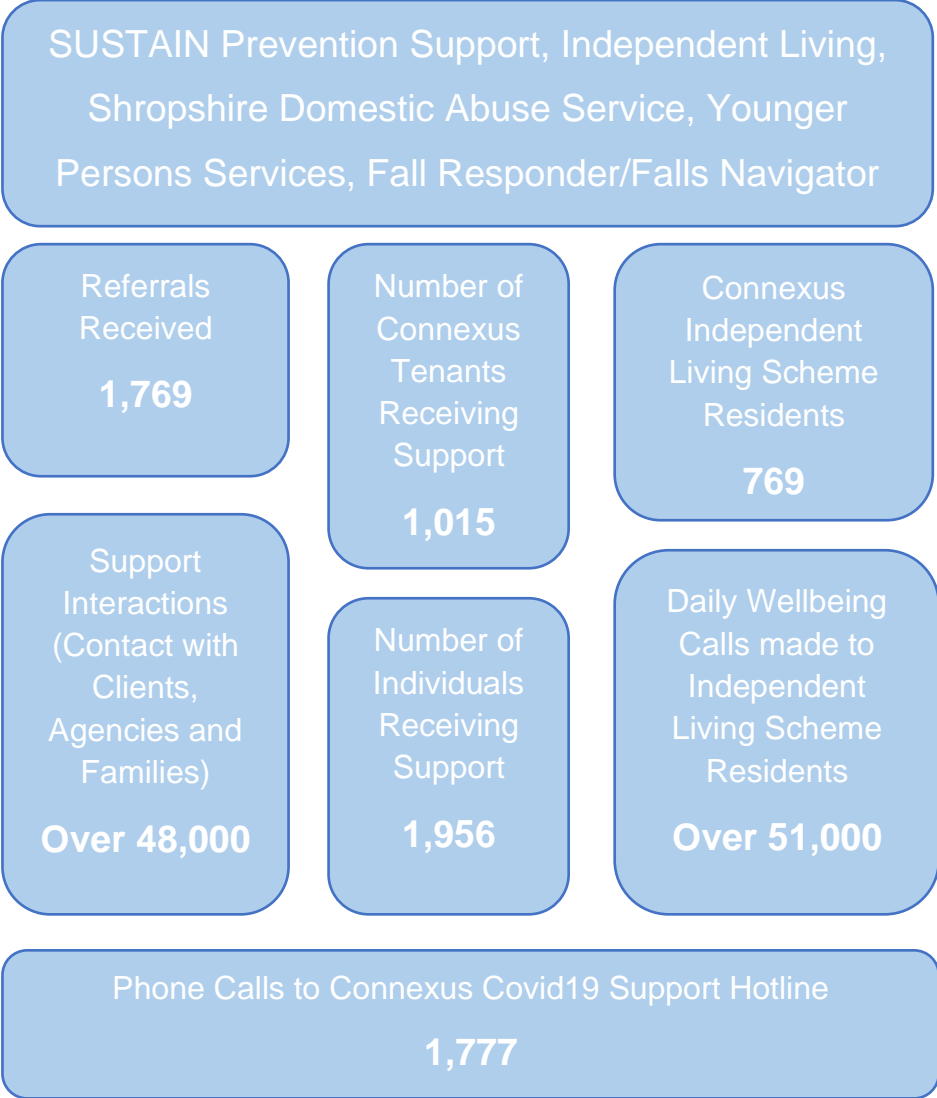 SUSTAIN Prevention Support, Independent Living,
Shropshire Domestic Abuse Service, Younger
Persons Services, Fall Responder/Falls Navigator
Referrals
Received
1,769
Number of
Connexus
Tenants
Receiving
Support
1,015
Connexus
Independent
Living Scheme
Residents
769
Support
Interactions
(Contact with
Clients,
Agencies and
Families)
Over 48,000
Number of
Individuals
Receiving
Support
1,956
Daily Wellbeing
Calls made to
Independent
Living Scheme
Residents
Over 51,000
Phone Calls to Connexus Covid19 Support Hotline
1,777